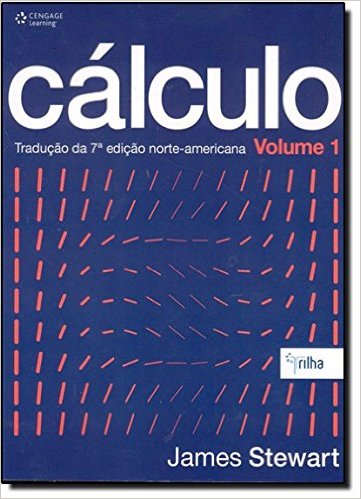 CENGAGE
Learning
cálculo
Tradução da 7ª edição norte-americana Volume 1
Trilha
James Stewart